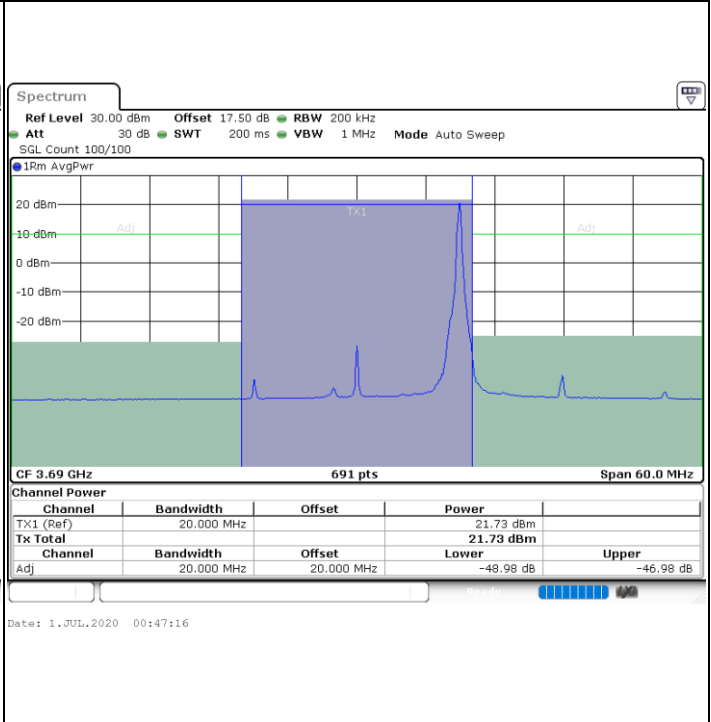 Spectrum
Ref Level 30.00 dBm Offset 17.50 dB RBW 200 kHz
Att 30 dB SWT 200 ms VBW 1 MHz Mode Auto Sweep
SGL Count 100/100
1Rm AvgPwr
20 dBm
TX1
Adj
Adj
10 dBm
0 dBm
-10 dBm
-20 dBm
CF 3.69 GHz 691 pts Span 60.0 MHz
Channel Power
Channel Bandwidth Offset Power
TX1 (Ref) 20.000 MHz 21.73 dBm
Tx Total 21.73 dBm
Channel Bandwidth Offset Lower Upper
Adj 20.000 MHz 20.000 MHz -48.98 dB -46.98 dB
Ready
Date: 1.JUL.2020 00:47:16